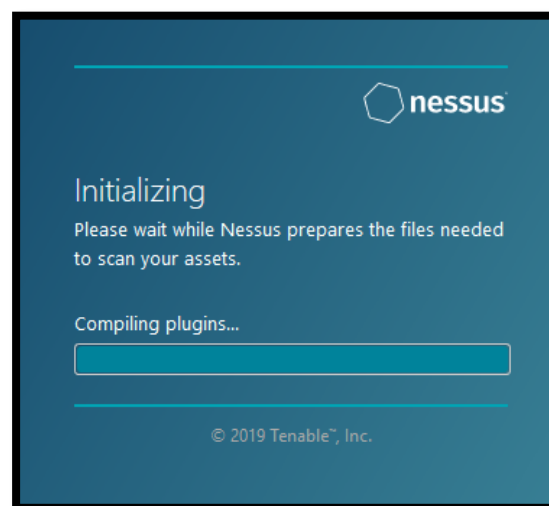 nessus
Initializing
Please wait while Nessus prepares the files needed
to scan your assets.
Compiling plugins...
© 2019 Tenable™, Inc.